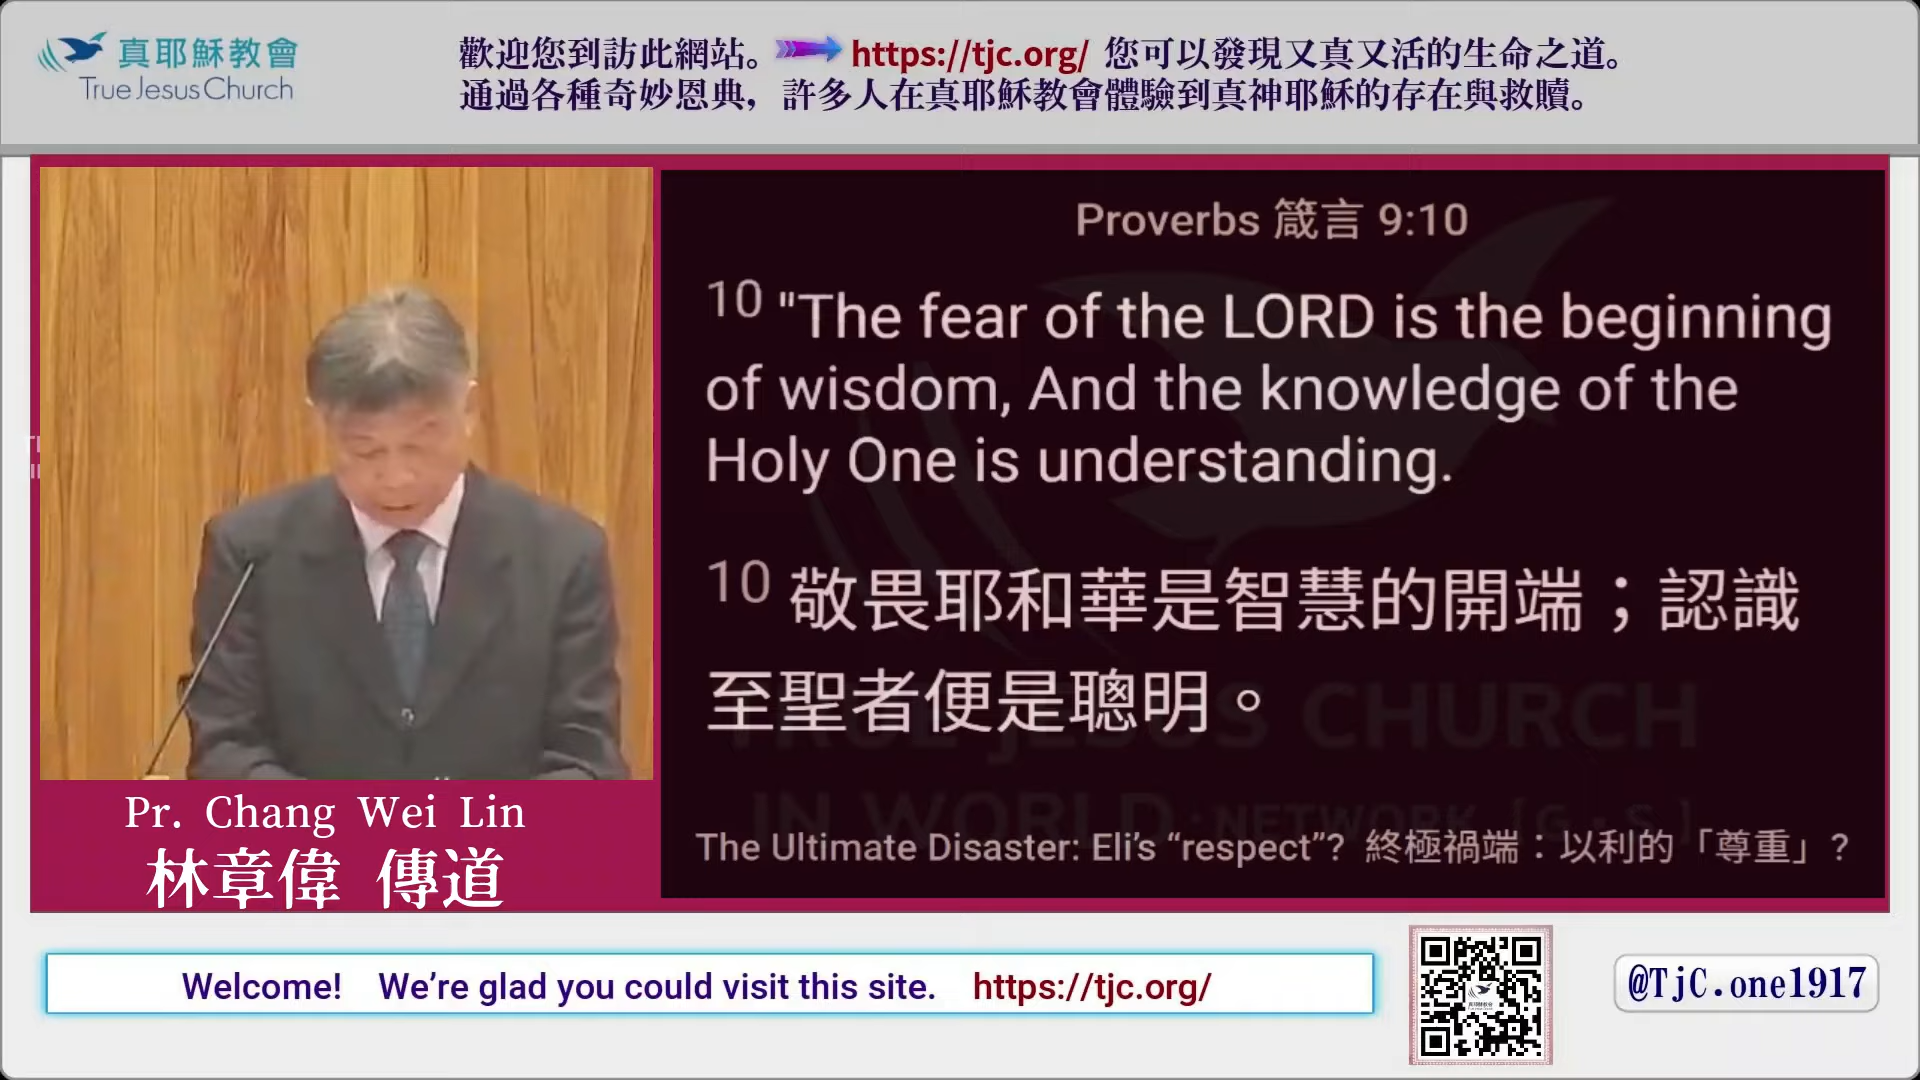 真耶穌教會
True Jesus Church
歡迎您到訪此網站。 https://tjc.org/ 您可以發現又真又活的生命之道。
通過各種奇妙恩典，許多人在真耶穌教會體驗到真神耶穌的存在與救贖。
Proverbs 箴言 9:10
10 "The fear of the LORD is the beginning
of wisdom, And the knowledge of the
Holy One is understanding.
10 敬畏耶和華是智慧的開端；認識
至聖者便是聰明。
TRUE JESUS CHURCH
IN WORLD · NETWORK [G·S]
The Ultimate Disaster: Eli’s “respect”? 終極禍端：以利的「尊重」?
Pr. Chang Wei Lin
林章偉 傳道
Welcome! We’re glad you could visit this site. https://tjc.org/
@TjC.one1917